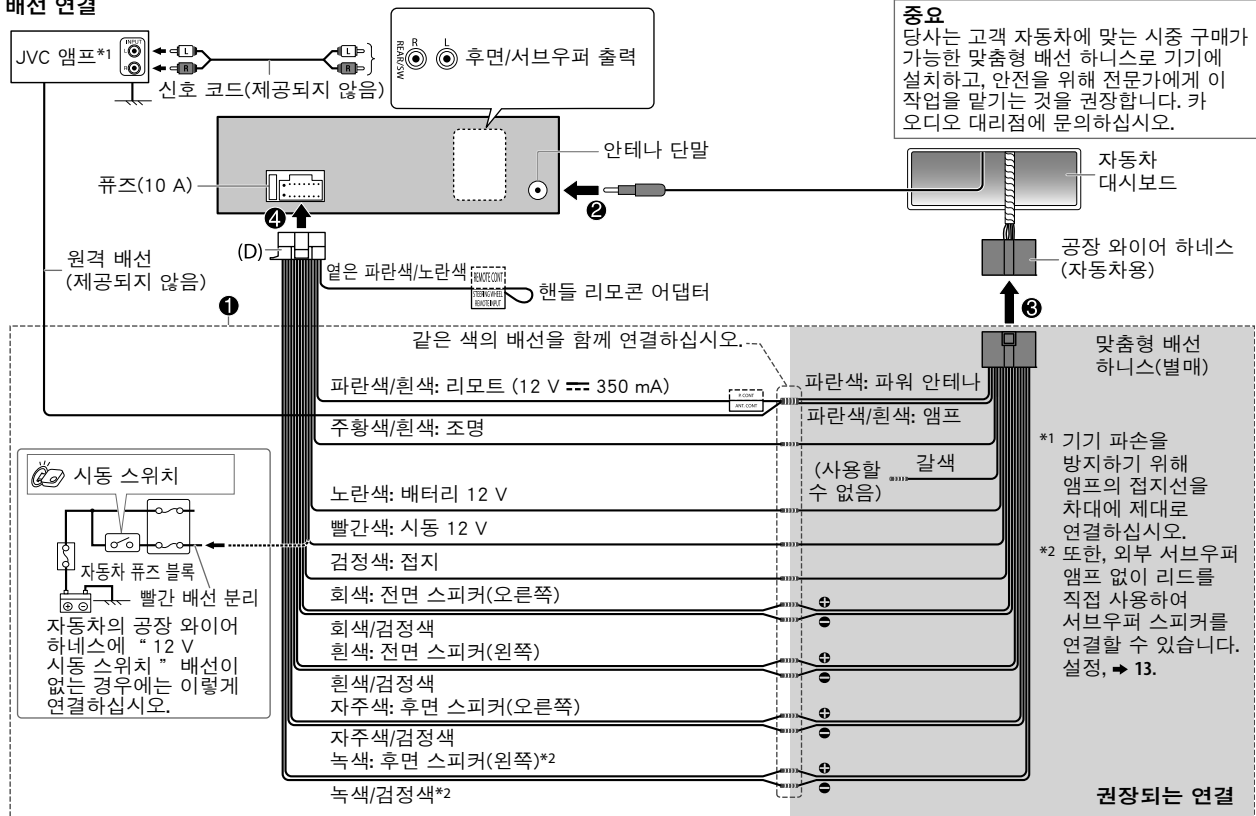 배선 연결
중요
당사는 고객 자동차에 맞는 시중 구매가
가능한 맞춤형 배선 하니스로 기기에
설치하고, 안전을 위해 전문가에게 이
작업을 맡기는 것을 권장합니다. 카
오디오 대리점에 문의하십시오.
JVC 앰프*1
INPUT
L
R
L
R
L
R
신호 코드(제공되지 않음)
REAR/SW
R
L
후면/서브우퍼 출력
안테나 단말
퓨즈(10 A)
❷
자동차
대시보드
❹
(D)
원격 배선
(제공되지 않음)
옅은 파란색/노란색
REMOTE CONT
STEERING WHEEL
REMOTE INPUT
핸들 리모콘 어댑터
공장 와이어 하네스
(자동차용)
❶
❸
같은 색의 배선을 함께 연결하십시오.
맞춤형 배선
하니스(별매)
파란색/흰색: 리모트 (12 V ⎓ 350 mA)
P.CONT
ANT.CONT
파란색: 파워 안테나
파란색/흰색: 앰프
주황색/흰색: 조명
(사용할
수 없음)
갈색
노란색: 배터리 12 V
빨간색: 시동 12 V
검정색: 접지
회색: 전면 스피커(오른쪽)
⊕
⊖
회색/검정색
흰색: 전면 스피커(왼쪽)
⊕
⊖
흰색/검정색
자주색: 후면 스피커(오른쪽)
⊕
⊖
자주색/검정색
녹색: 후면 스피커(왼쪽)*2
⊕
⊖
녹색/검정색*2
시동 스위치
자동차 퓨즈 블록
⊕ ⊖
빨간 배선 분리
자동차의 공장 와이어
하네스에 “ 12 V
시동 스위치 ” 배선이
없는 경우에는 이렇게
연결하십시오.
*1 기기 파손을
방지하기 위해
앰프의 접지선을
차대에 제대로
연결하십시오.
*2 또한, 외부 서브우퍼
앰프 없이 리드를
직접 사용하여
서브우퍼 스피커를
연결할 수 있습니다.
설정, ➜ 13.
권장되는 연결